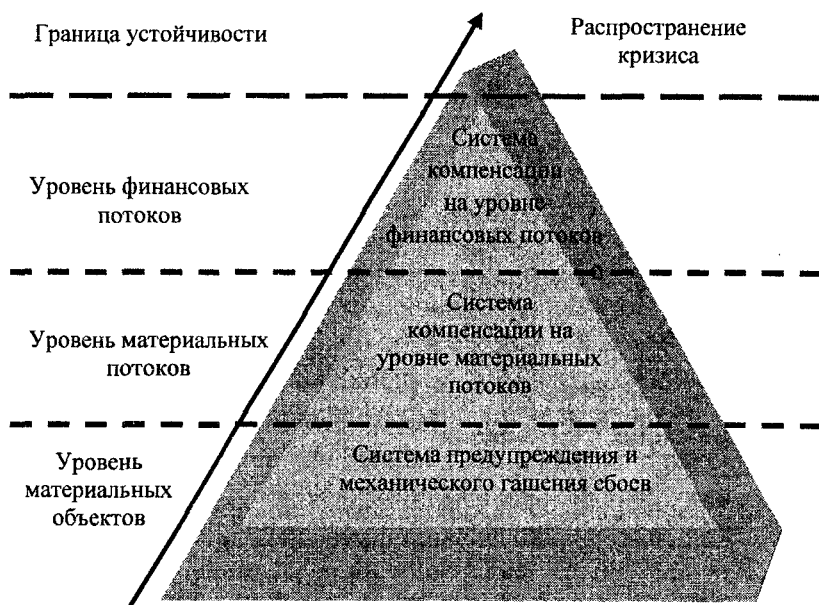 Граница устойчивости
Распространение
кризиса
Уровень финансовых
потоков
Система
компенсации
на уровне
финансовых потоков
Уровень материальных
потоков
Система
компенсации на
уровне материальных
потоков
Уровень
материальных
объектов
Система предупреждения и
механического гашения сбоев